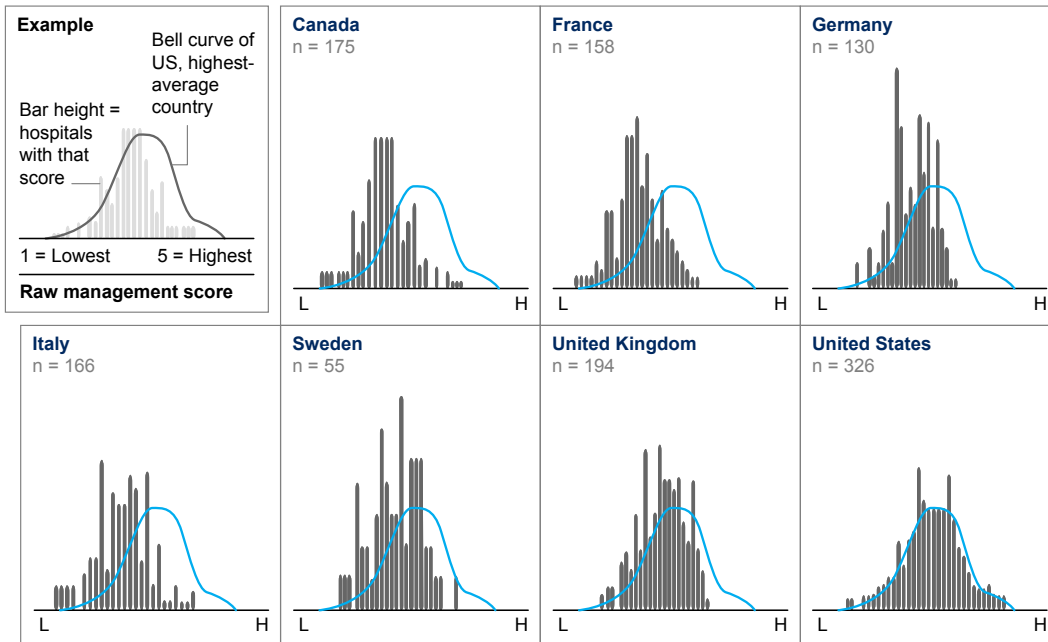 Example
Bell curve of
US, highest-
average
country
Bar height =
hospitals
with that
score
1 = Lowest
5 = Highest
Raw management score
Canada
n = 175
L
H
France
n = 158
L
H
Germany
n = 130
L
H
Italy
n = 166
L
H
Sweden
n = 55
L
H
United Kingdom
n = 194
L
H
United States
n = 326
L
H